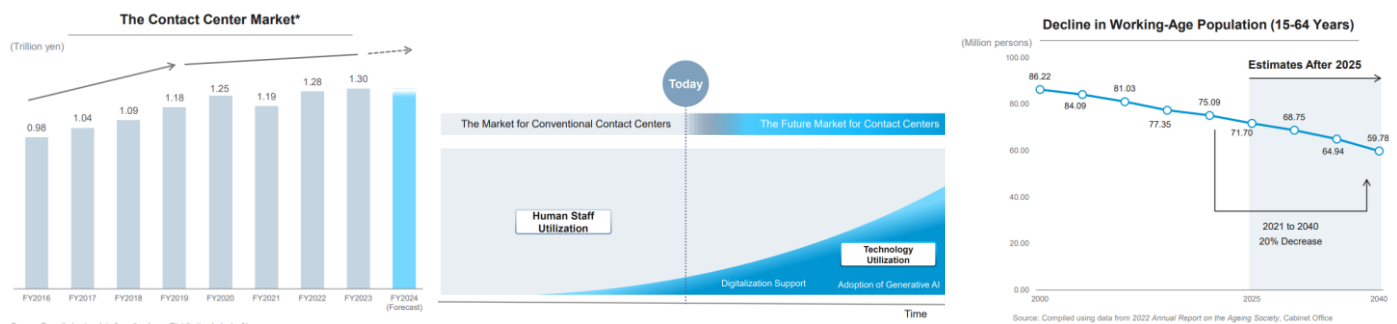 The Contact Center Market*
(Trillion yen)
0.98
1.04
1.09
1.18
1.25
1.19
1.28
1.30
FY2016
FY2017
FY2018
FY2019
FY2020
FY2021
FY2022
FY2023
FY2024
(Forecast)
Today
The Market for Conventional Contact Centers
The Future Market for Contact Centers
Human Staff
Utilization
Technology
Utilization
Digitalization Support
Adoption of Generative AI
Time
Decline in Working-Age Population (15-64 Years)
(Million persons)
Estimates After 2025
100.00
80.00
60.00
40.00
20.00
0.00
86.22
84.09
81.03
77.35
75.09
71.70
68.75
64.94
59.78
2021 to 2040
20% Decrease
2000
2025
2040
Source: Compiled using data from 2022 Annual Report on the Ageing Society, Cabinet Office